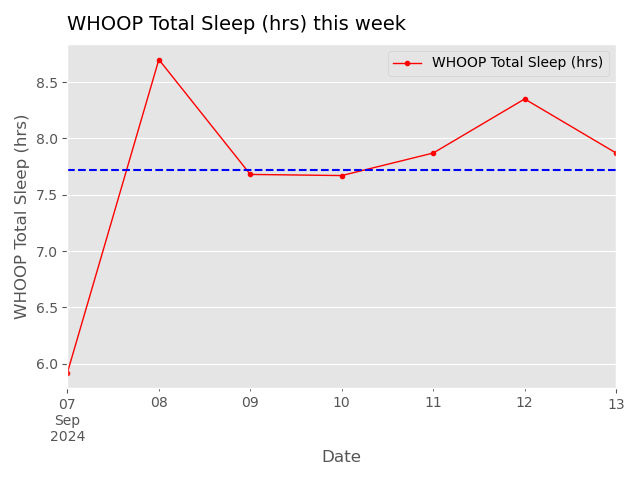 WHOOP Total Sleep (hrs) this week
WHOOP Total Sleep (hrs)
WHOOP Total Sleep (hrs)
8.5
8.0
7.5
7.0
6.5
6.0
07 08 09 10 11 12 13
Sep
2024
Date